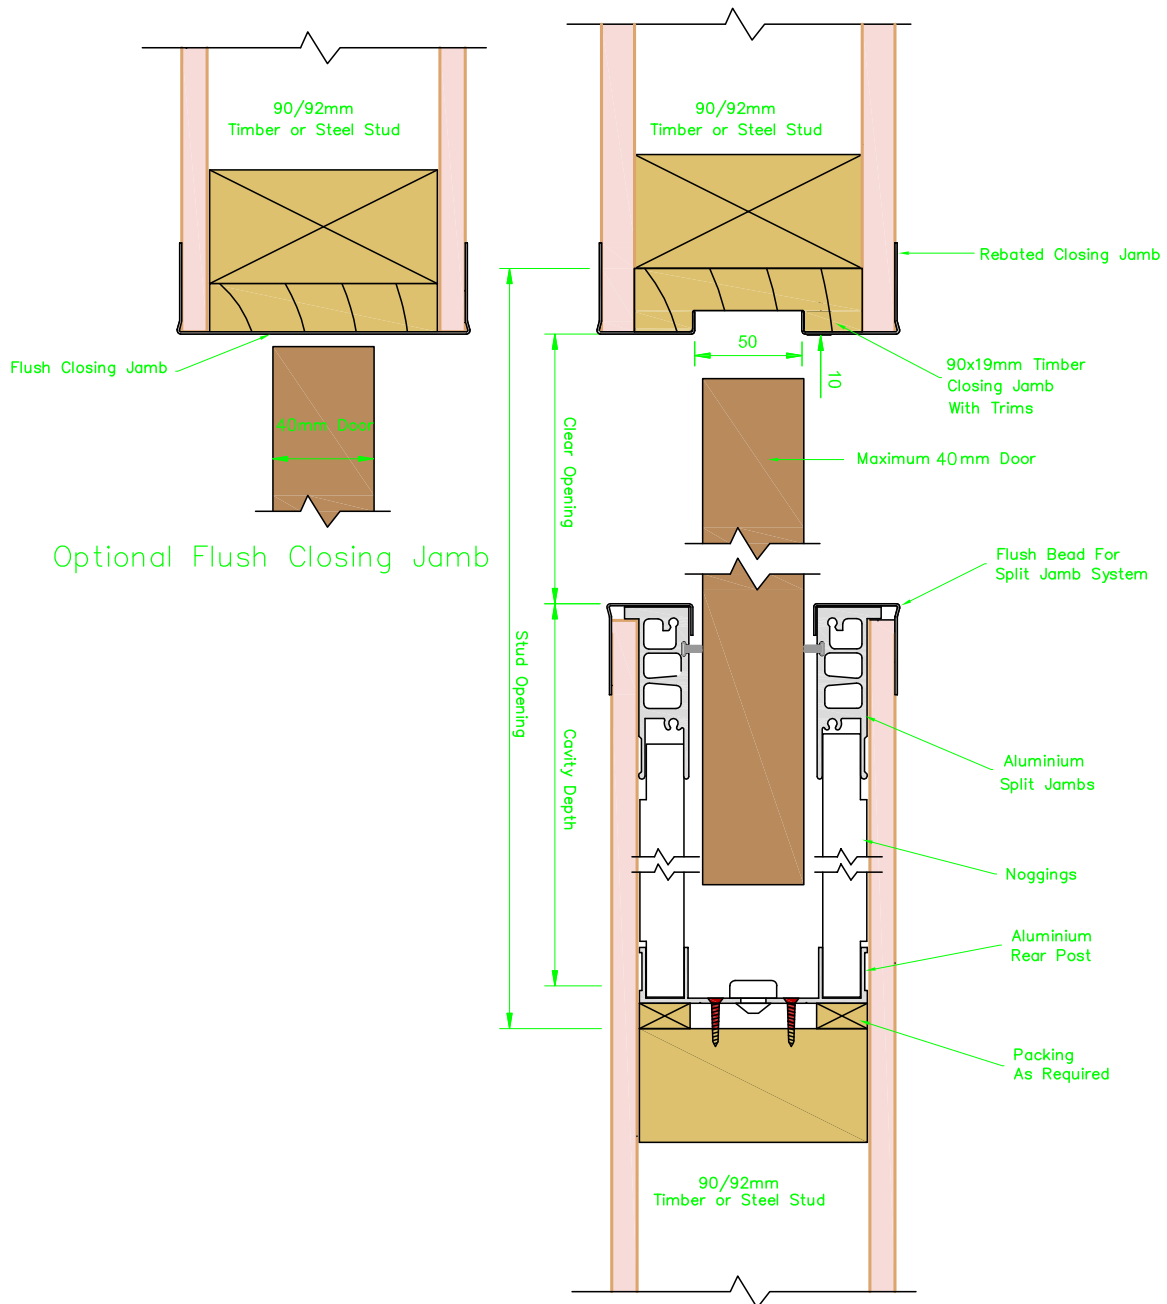 90/92mm
Timber or Steel Stud
90/92mm
Timber or Steel Stud
Rebated Closing Jamb
Flush Closing Jamb
50
10
90x19mm Timber
Closing Jamb
With Trims
40mm Door
Clear Opening
Maximum 40mm Door
Optional Flush Closing Jamb
Flush Bead For
Split Jamb System
Stud Opening
Cavity Depth
Aluminium
Split Jambs
Noggings
Aluminium
Rear Post
Packing
As Required
90/92mm
Timber or Steel Stud